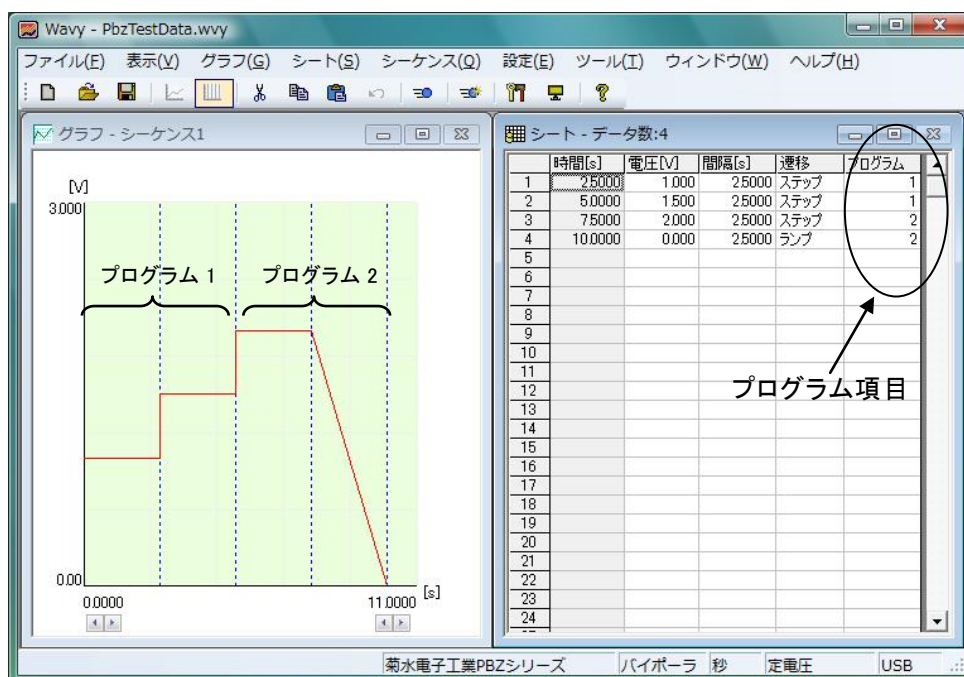 Wavy - PbzTestData.wvy
ファイル(F) 表示(V) グラフ(G) シート(S) シーケンス(Q) 設定(E) ツール(T) ウィンドウ(W) ヘルプ(H)
グラフ - シーケンス1
[V]
3.000
プログラム 1 プログラム 2
0.00
0.0000 11.0000 [s]
シート - データ数:4
時間[s] 電圧[V] 間隔[s] 遷移 プログラム
1 2.5000 1.000 2.5000 ステップ 1
2 5.0000 1.500 2.5000 ステップ 1
3 7.5000 2.000 2.5000 ステップ 2
4 10.0000 0.000 2.5000 ランプ 2
5
6
7
8
9
10
11
12
13
14
15
16
17
18
19
20
21
22
23
24
プログラム項目
菊水電子工業PBZシリーズ バイポーラ 秒 定電圧 USB